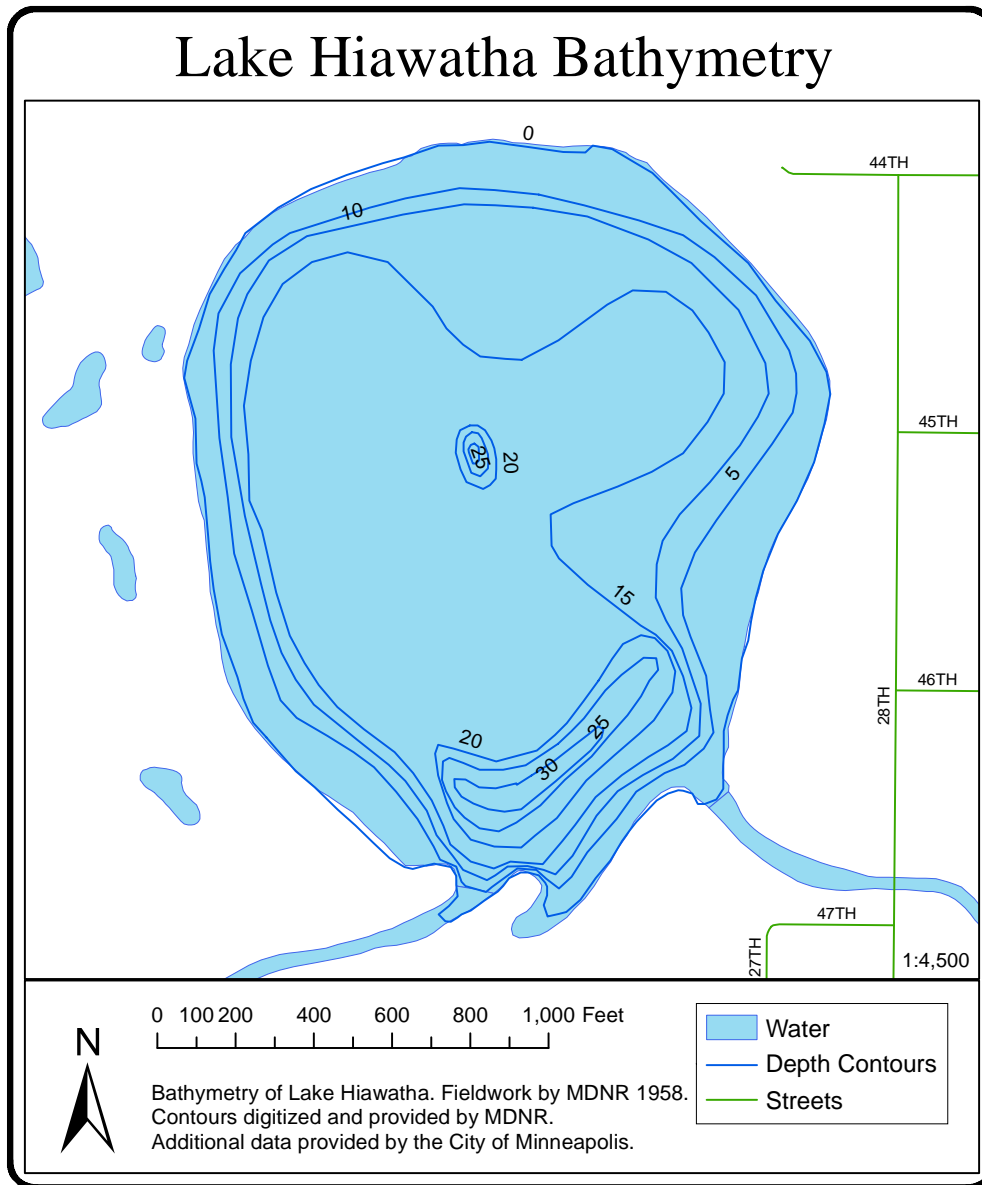 Lake Hiawatha Bathymetry
0
44TH
10
45TH
25
20
5
15
46TH
28TH
20
25
30
47TH
27TH
1:4,500
0 100 200 400 600 800 1,000 Feet
N
Water
Depth Contours
Streets
Bathymetry of Lake Hiawatha. Fieldwork by MDNR 1958.
Contours digitized and provided by MDNR.
Additional data provided by the City of Minneapolis.